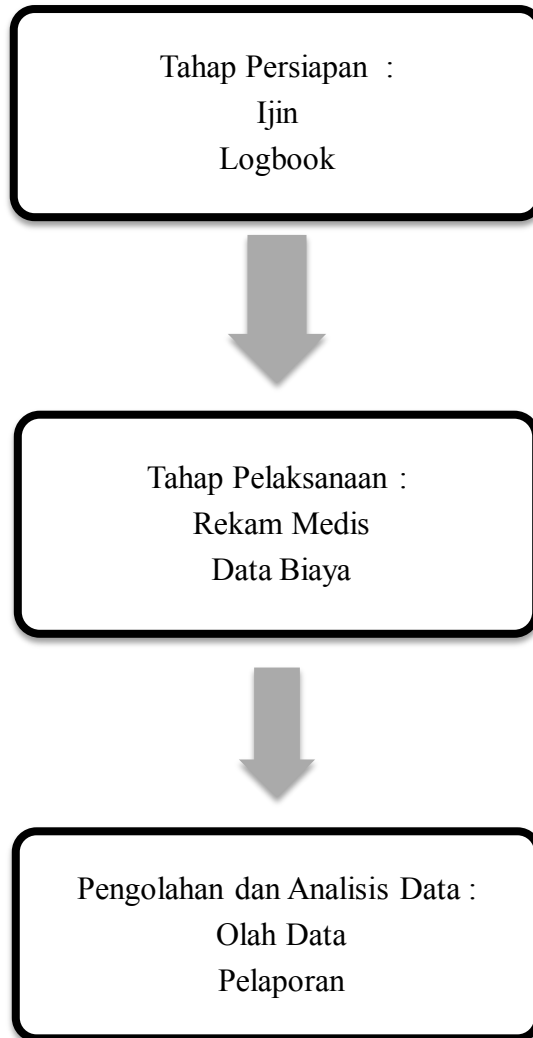 Tahap Persiapan :
Ijin
Logbook
Tahap Pelaksanaan :
Rekam Medis
Data Biaya
Pengolahan dan Analisis Data :
Olah Data
Pelaporan